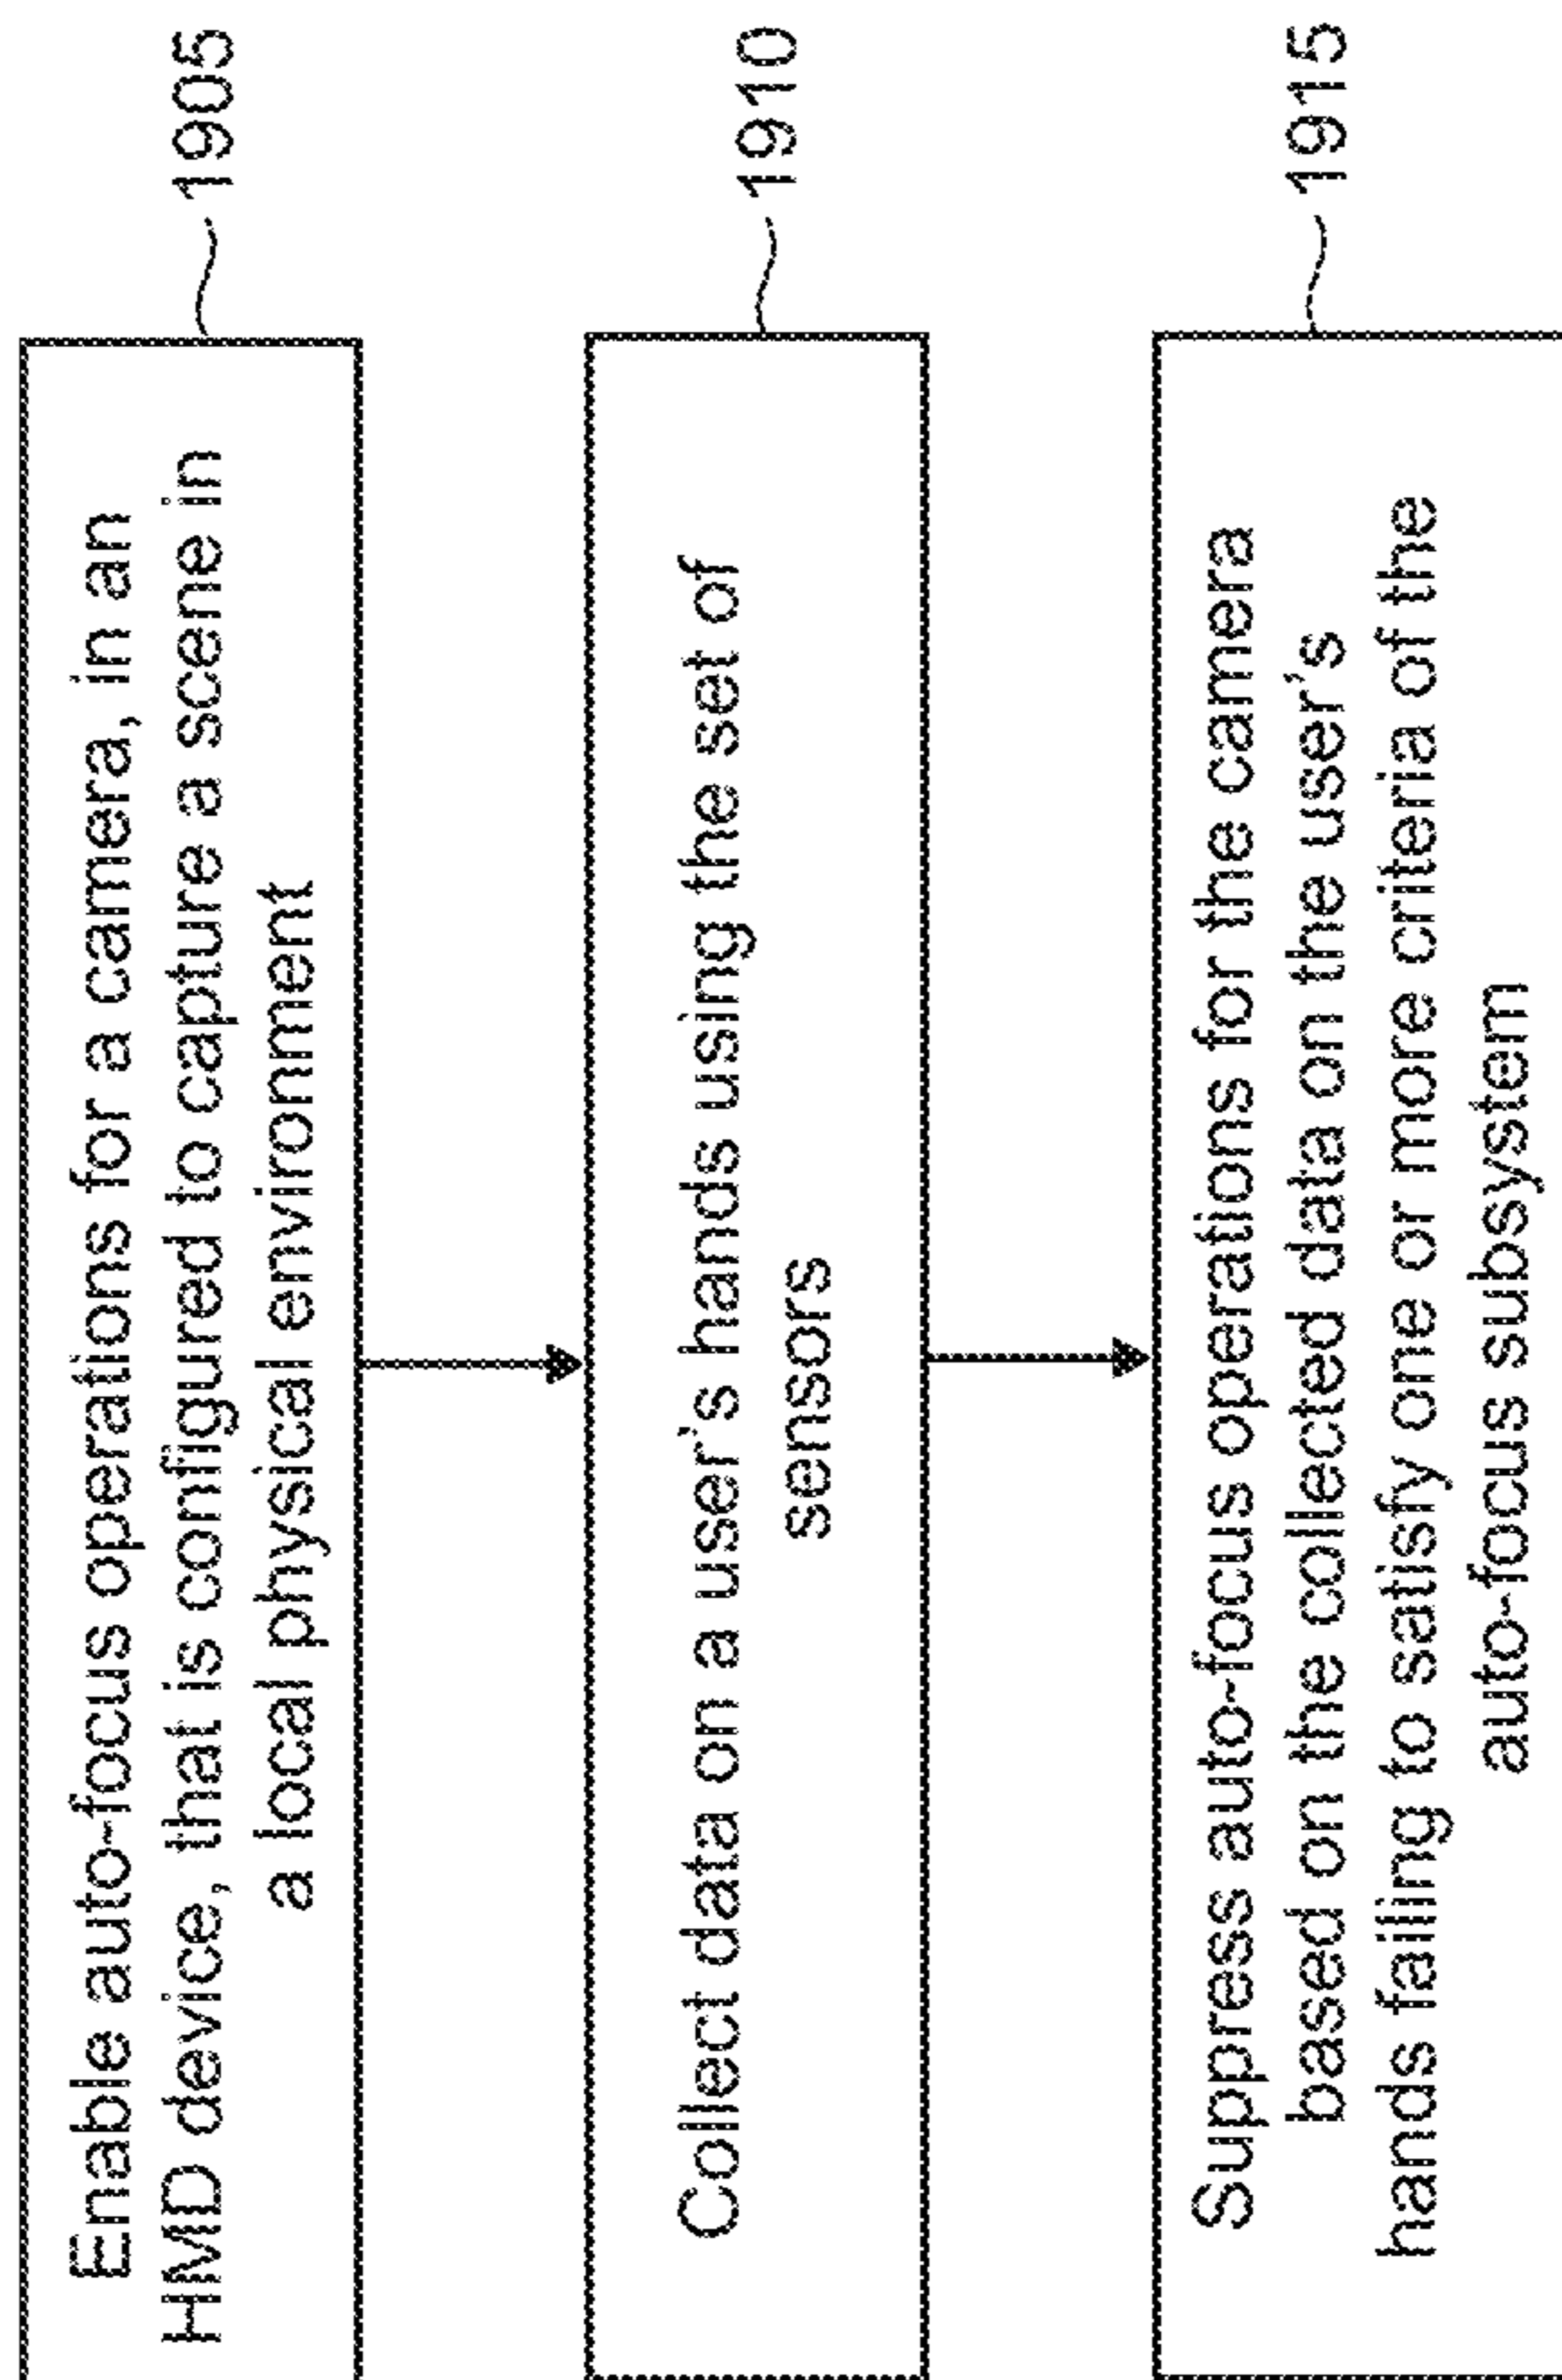 Enable auto-focus operations for a camera, in an
HMD device, that is configured to capture a scene in
a local physical environment
1905
Collect data on a user's hands using the set of
sensors
1910
Suppress auto-focus operations for the camera
based on the collected data on the user's
hands failing to satisfy one or more criteria of the
auto-focus subsystem
1915